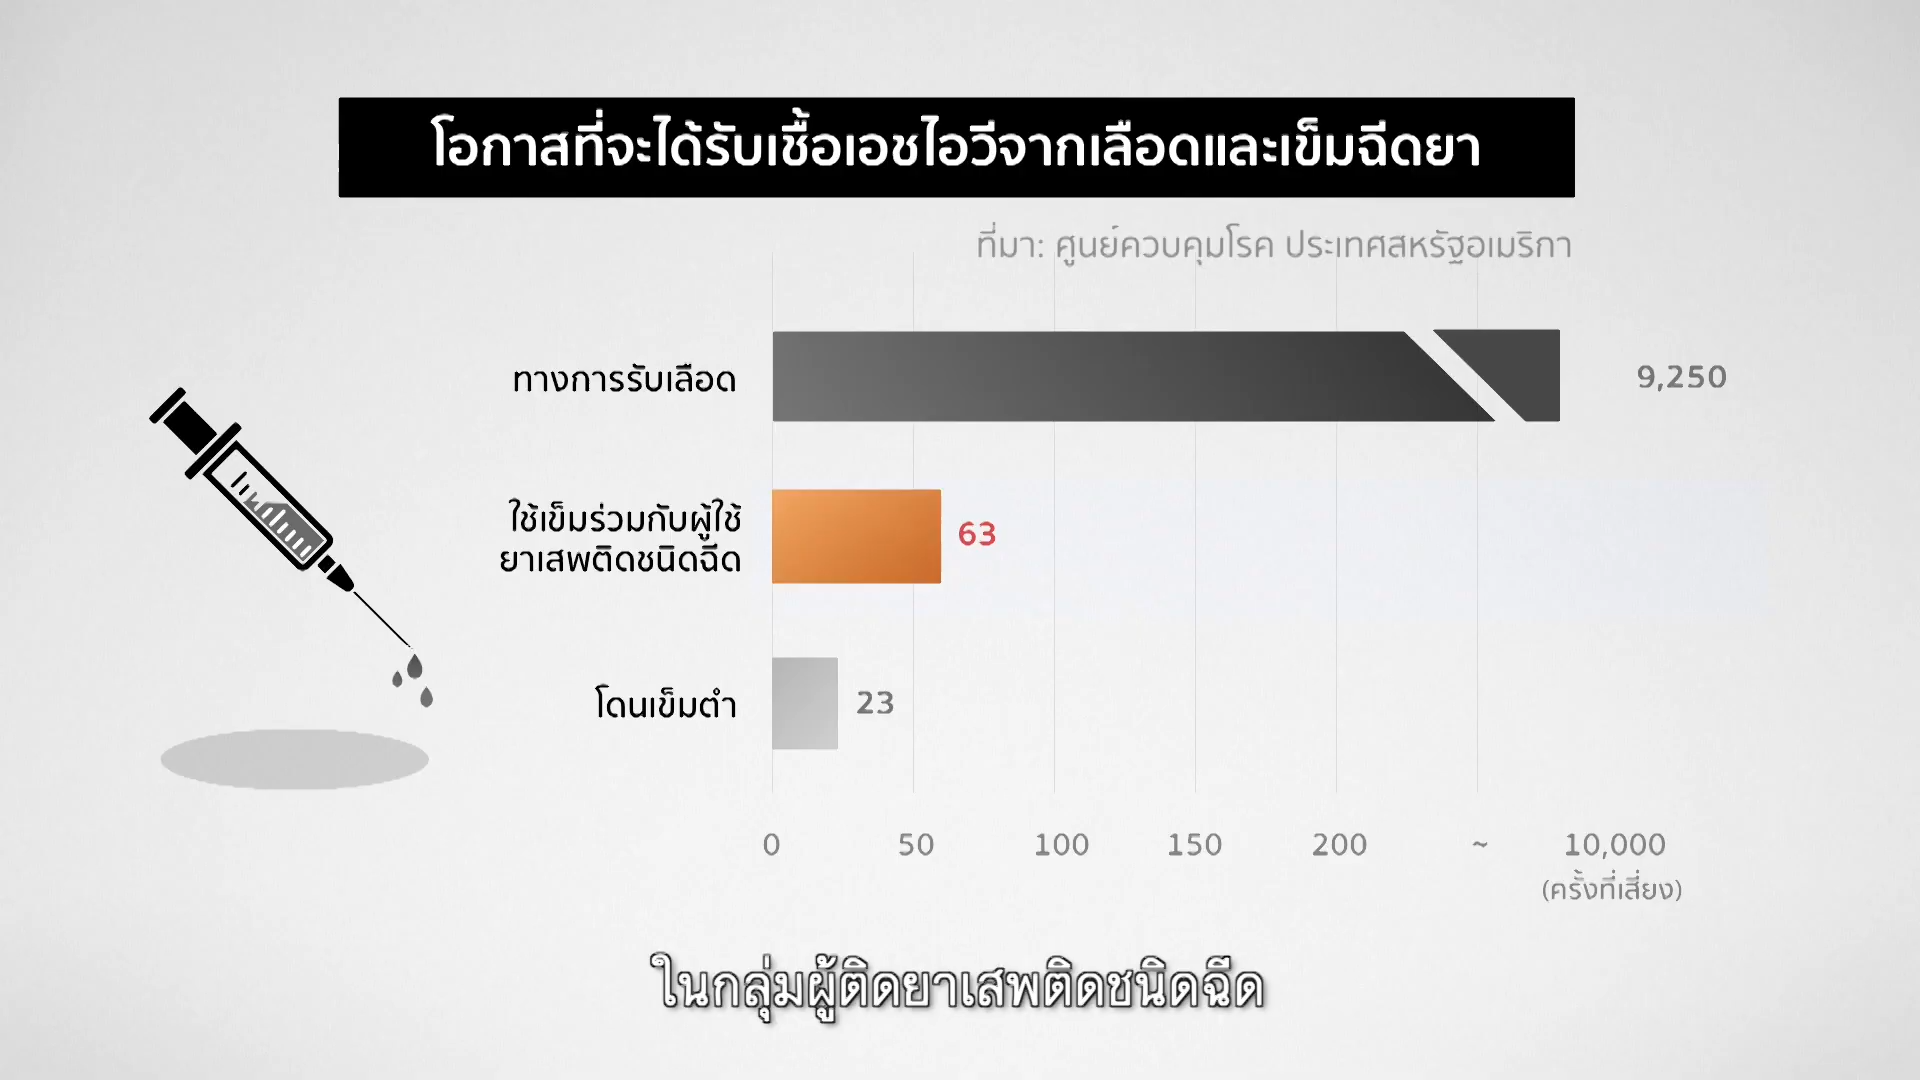 โอกาสที่จะได้รับเชื้อเอชไอวีจากเลือดและเข็มฉีดยา
ที่มา: ศูนย์ควบคุมโรค ประเทศสหรัฐอเมริกา
ทางการรับเลือด
9,250
ใช้เข็มร่วมกับผู้ใช้
ยาเสพติดชนิดฉีด
63
โดนเข็มตำ
23
0 50 100 150 200 ~ 10,000
(ครั้งที่เสี่ยง)
ในกลุ่มผู้ติดยาเสพติดชนิดฉีด